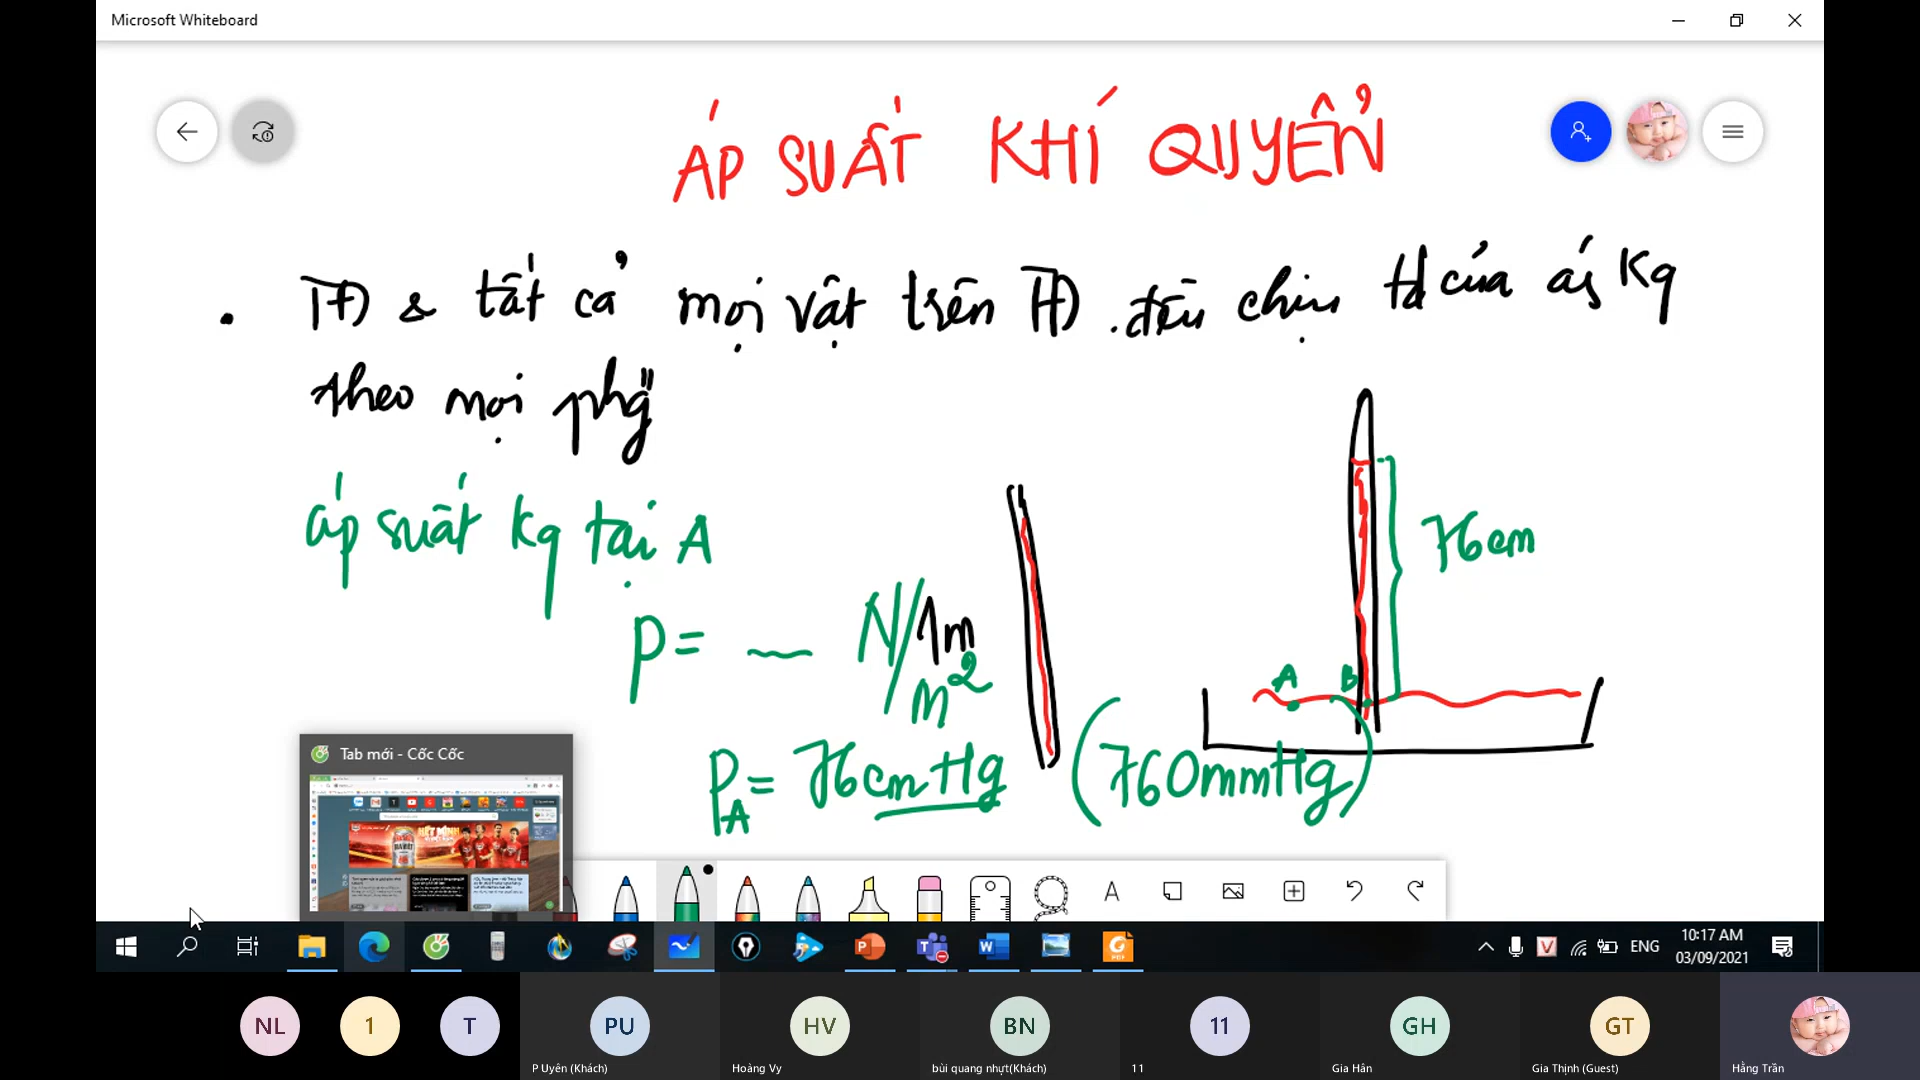 Microsoft Whiteboard
ÁP SUẤT KHÍ QUYỂN
. TĐ & tất cả mọi vật trên TĐ đều chịu td của ás Kq
theo mọi phg
áp suất Kq tại A
76cm
P = N/1m
m²
A B
PA = 76cmHg (760mmHg)
Tab mới - Cốc Cốc
ENG
10:17 AM
03/09/2021
NL 1 T PU HV BN 11 GH GT
P Uyên (Khách) Hoàng Vy bùi quang nhựt(Khách) 11 Gia Hân Gia Thịnh (Guest) Hằng Trần